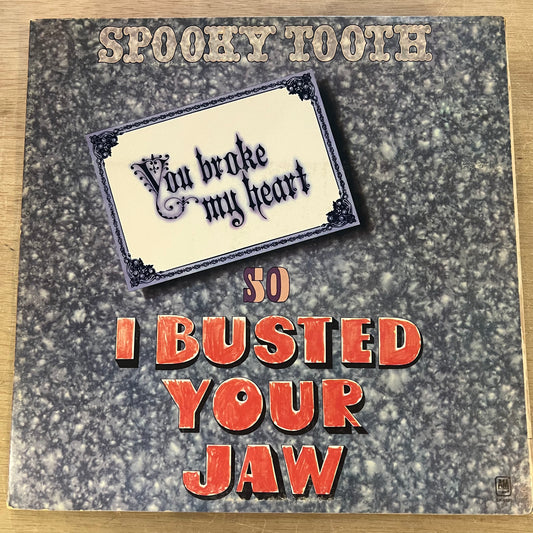 SPOOKY TOOTH
You broke
my heart
SO
I BUSTED
YOUR
JAW